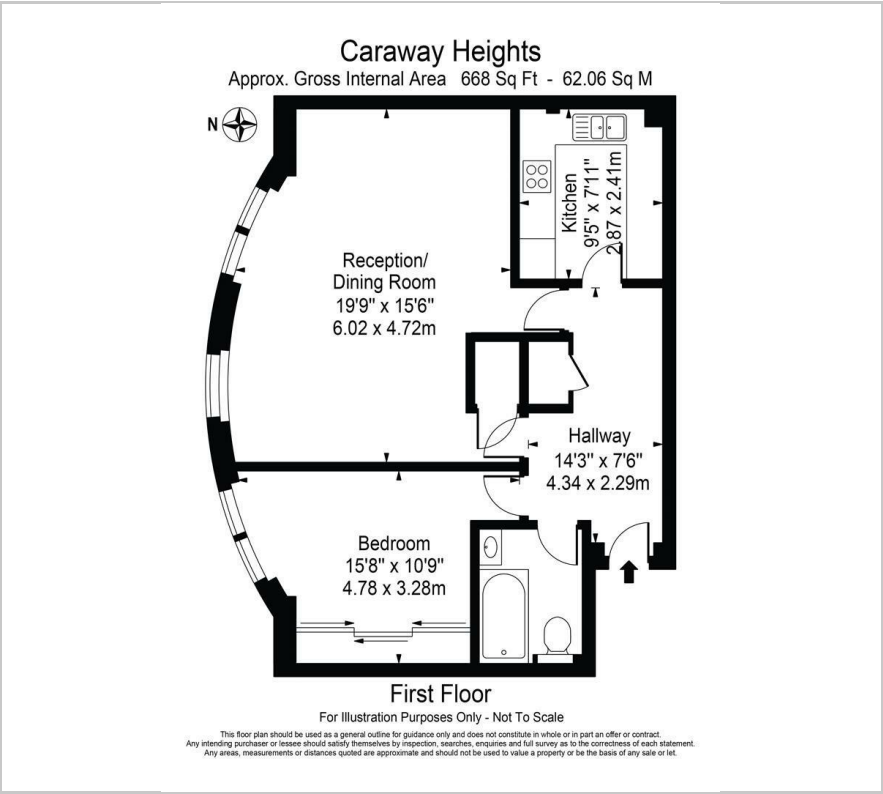 Caraway Heights
Approx. Gross Internal Area 668 Sq Ft - 62.06 Sq M
N
Kitchen
9'5" x 7'11"
2.87 x 2.41m
Reception/
Dining Room
19'9" x 15'6"
6.02 x 4.72m
Hallway
14'3" x 7'6"
4.34 x 2.29m
Bedroom
15'8" x 10'9"
4.78 x 3.28m
First Floor
For Illustration Purposes Only - Not To Scale
This floor plan should be used as a general outline for guidance only and does not constitute in whole or in part an offer or contract.
Any intending purchaser or lessee should satisfy themselves by inspection, searches, enquiries and full survey as to the correctness of each statement.
Any areas, measurements or distances quoted are approximate and should not be used to value a property or be the basis of any sale or let.